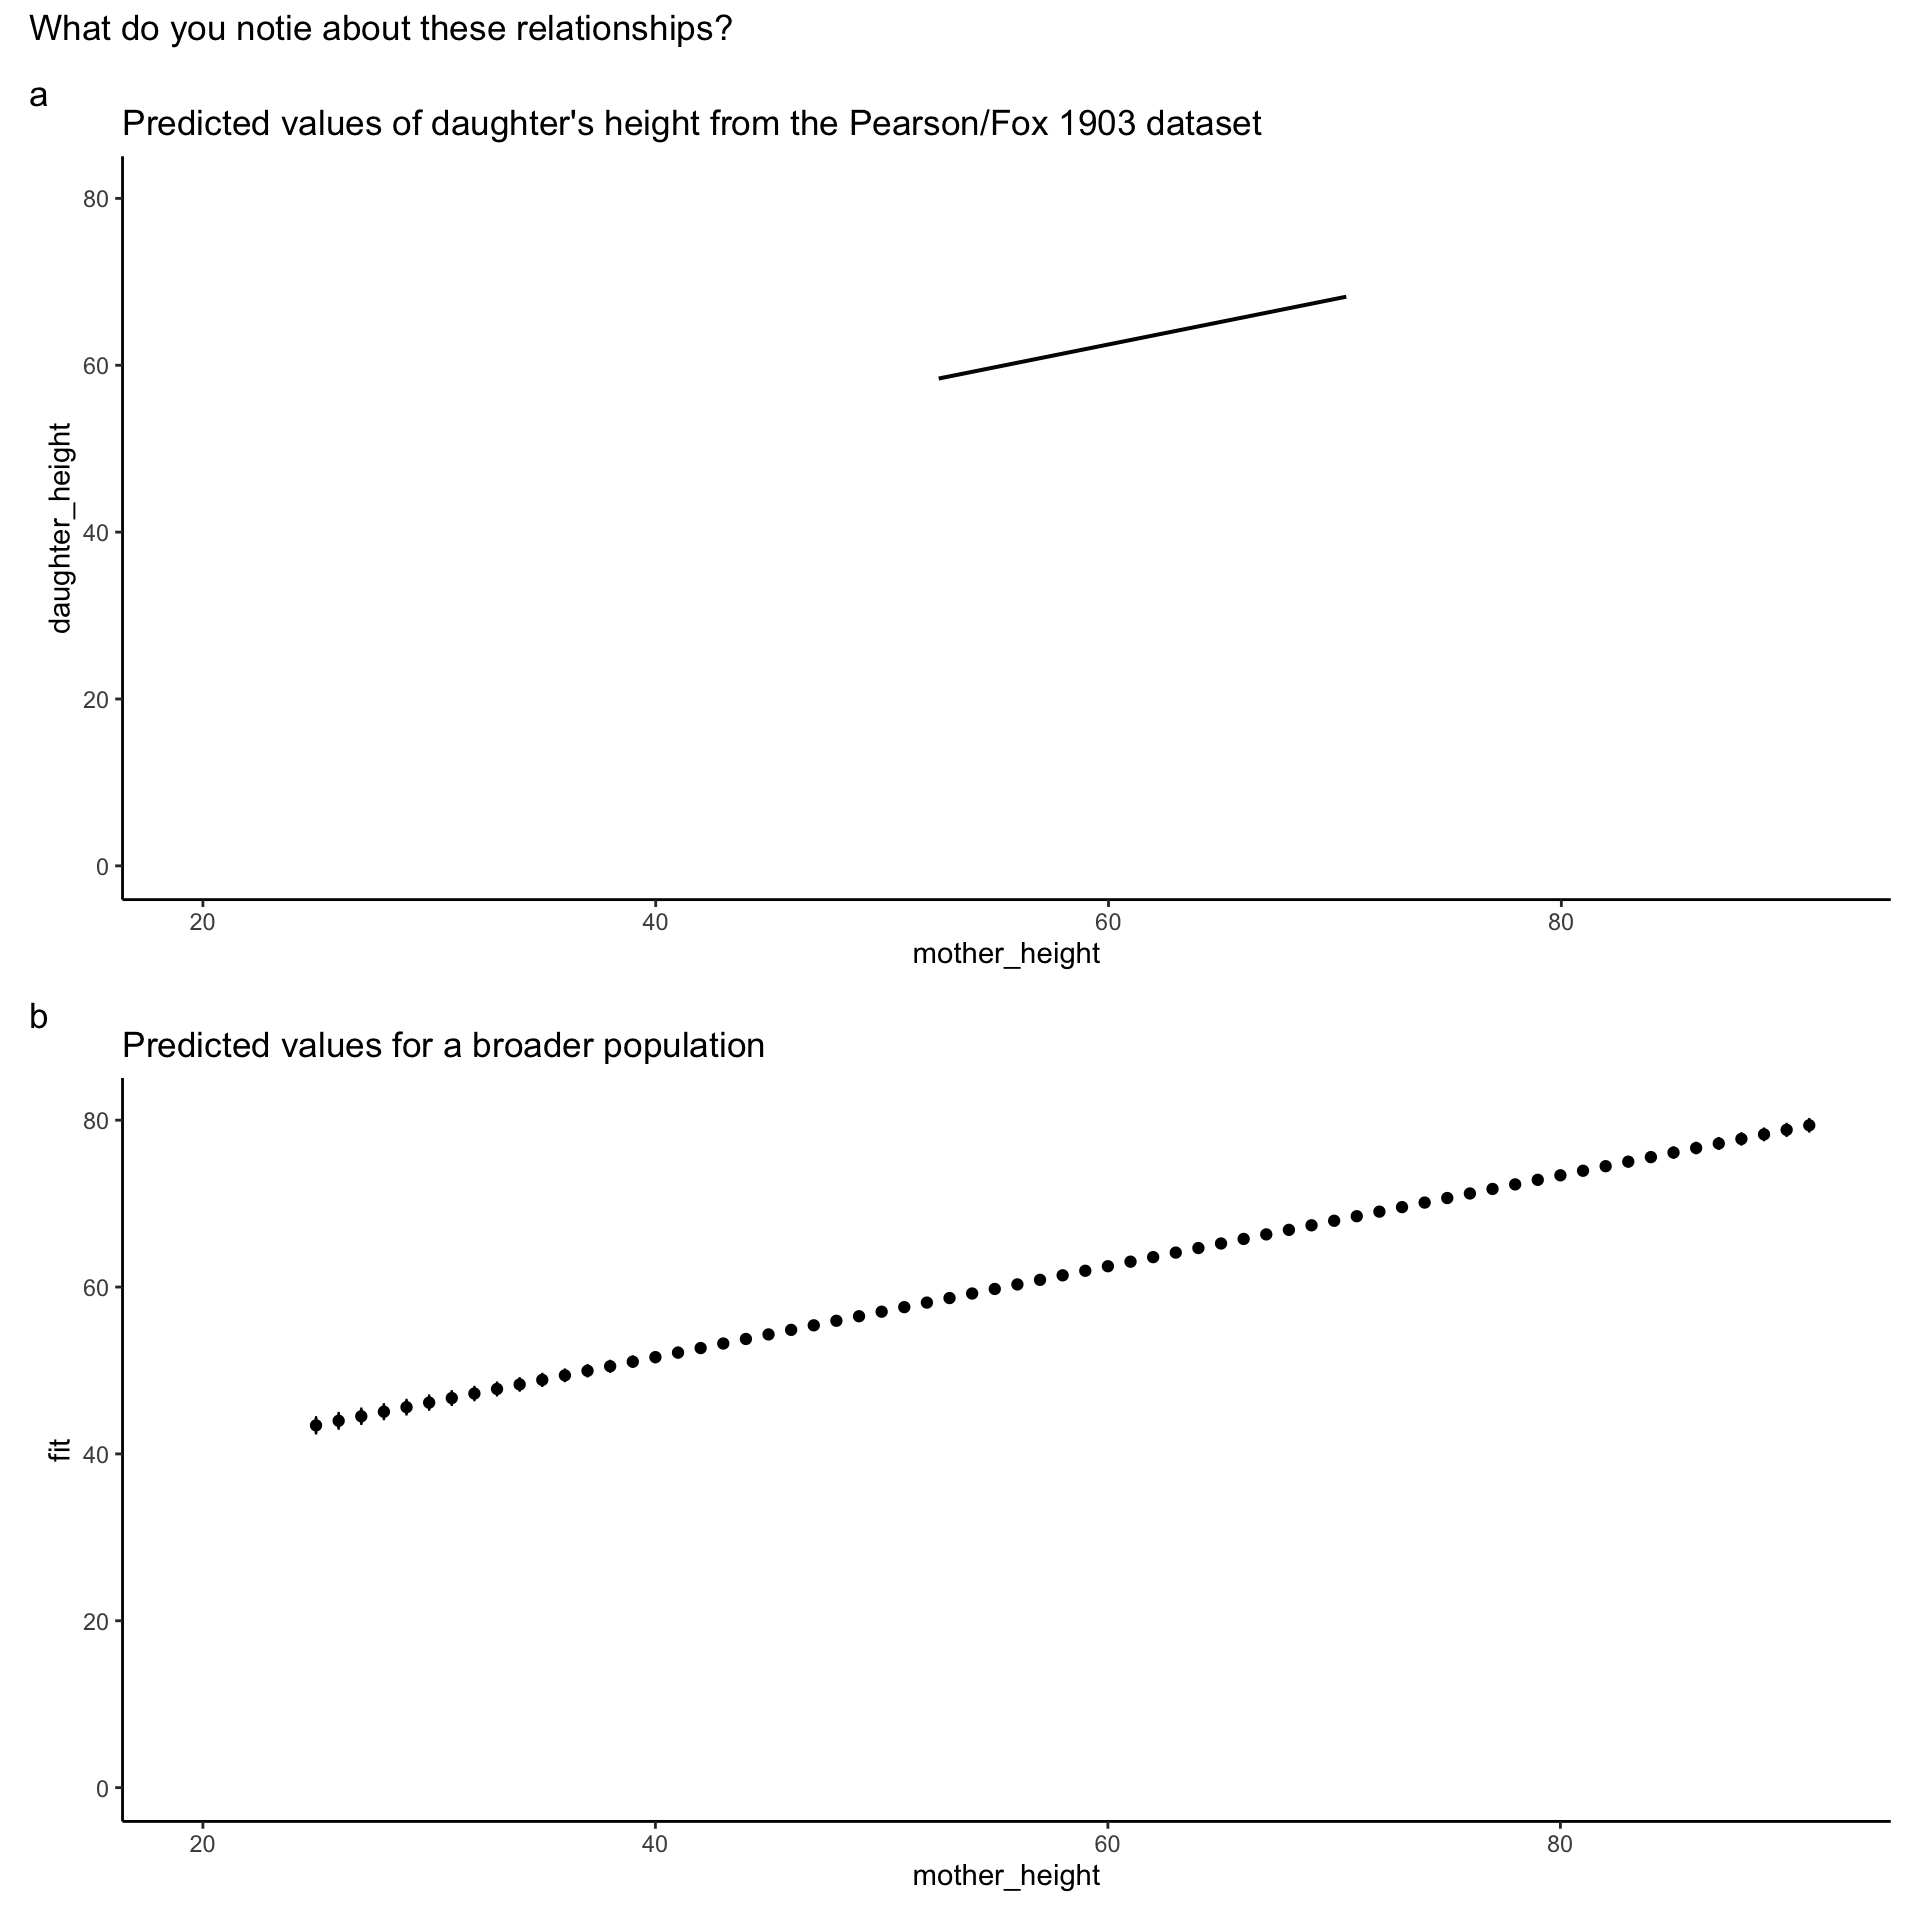 What do you notie about these relationships?
a
Predicted values of daughter's height from the Pearson/Fox 1903 dataset
80
60
40
20
0
daughter_height
20 40 60 80
mother_height
b
Predicted values for a broader population
80
60
40
20
0
fit
20 40 60 80
mother_height